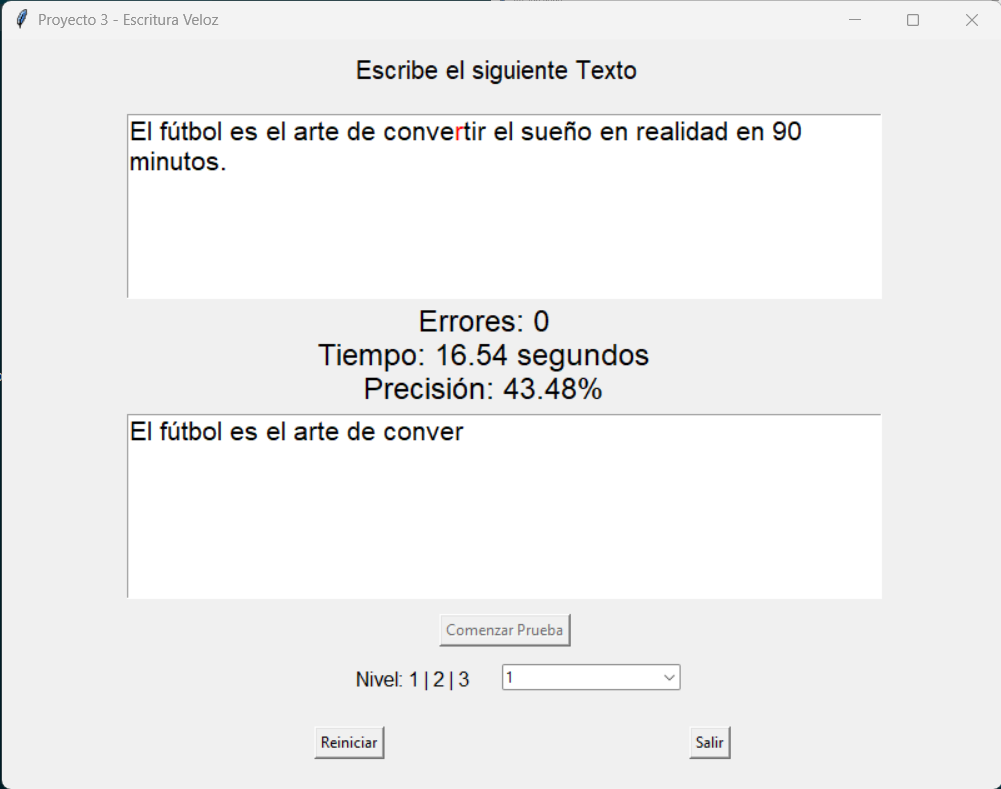 Proyecto 3 - Escritura Veloz
Escribe el siguiente Texto
El fútbol es el arte de convertir el sueño en realidad en 90
minutos.
Errores: 0
Tiempo: 16.54 segundos
Precisión: 43.48%
El fútbol es el arte de conver
Comenzar Prueba
Nivel: 1 | 2 | 3 1
Reiniciar Salir